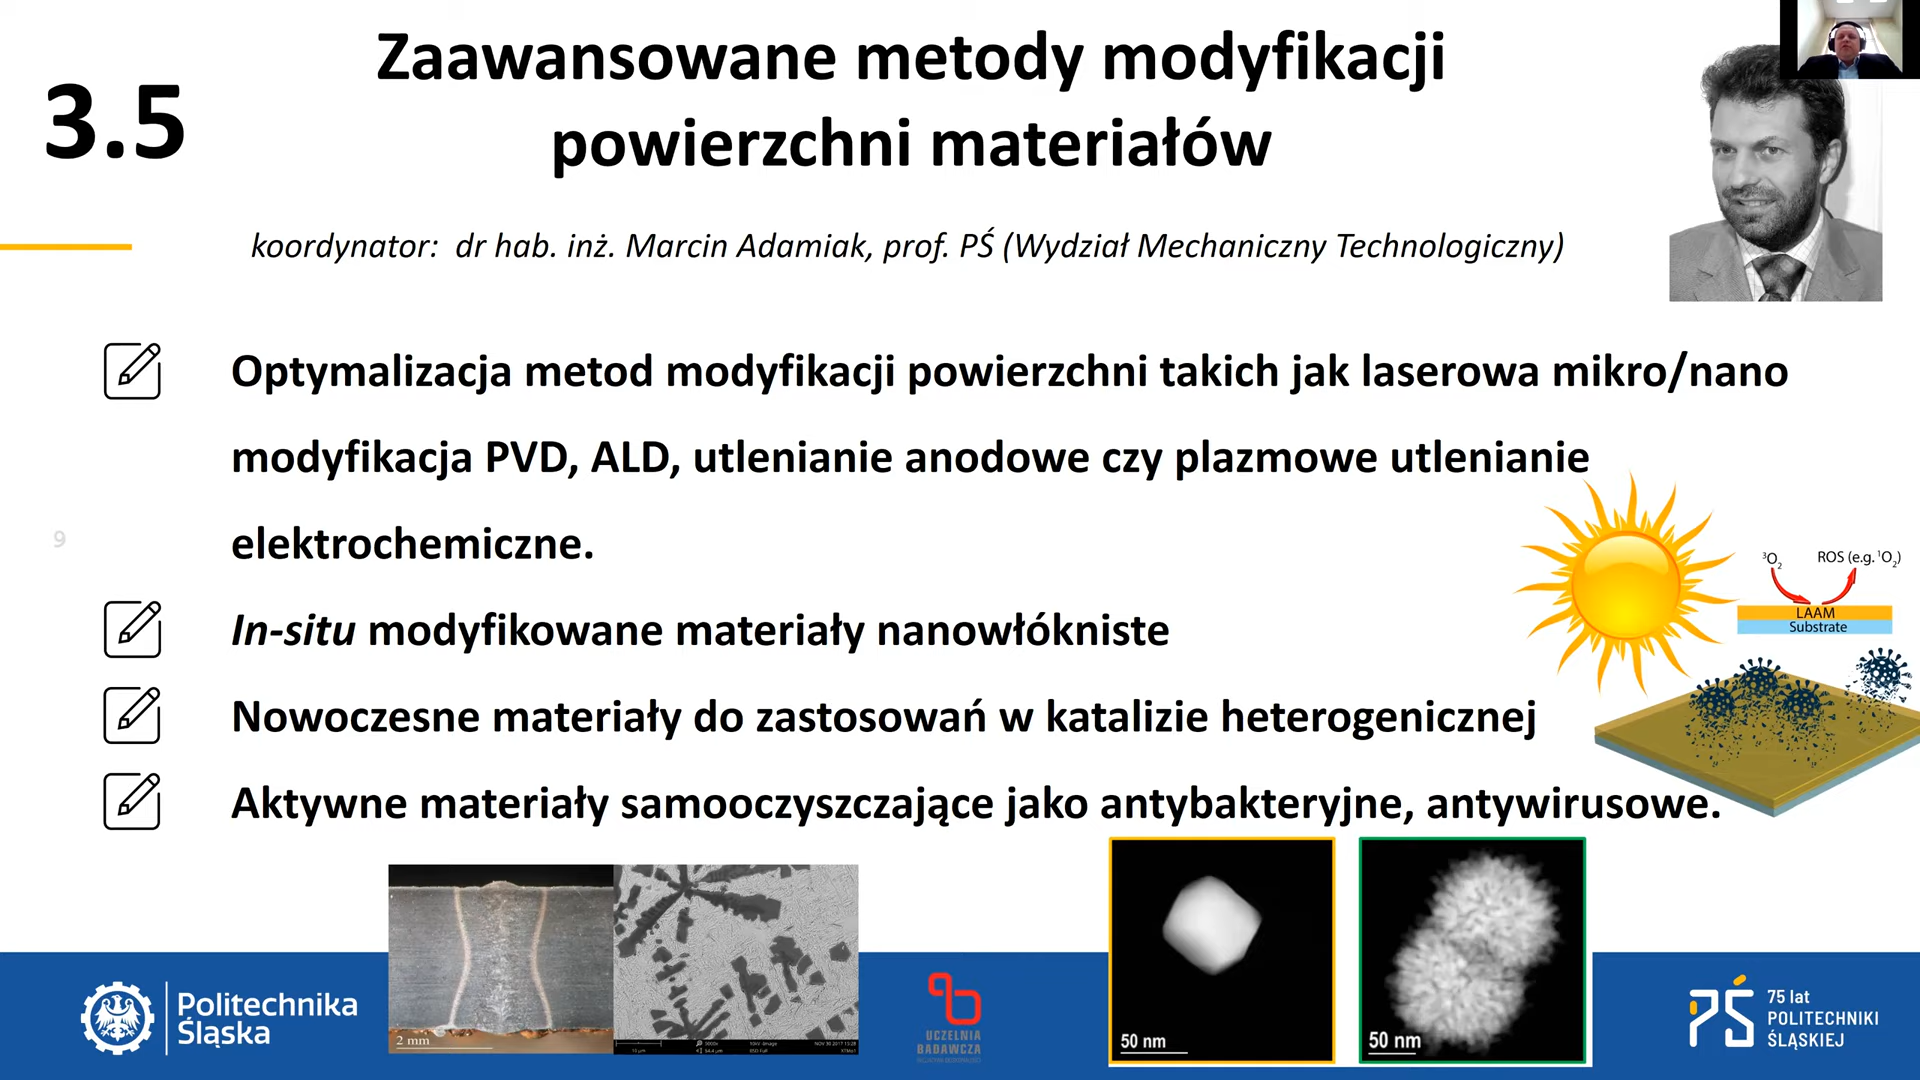 3.5
Zaawansowane metody modyfikacji
powierzchni materiałów
koordynator: dr hab. inż. Marcin Adamiak, prof. PŚ (Wydział Mechaniczny Technologiczny)
Optymalizacja metod modyfikacji powierzchni takich jak laserowa mikro/nano
modyfikacja PVD, ALD, utlenianie anodowe czy plazmowe utlenianie
elektrochemiczne.
9
³O₂ ROS (e.g. ¹O₂)
LAAM
Substrate
In-situ modyfikowane materiały nanowłókniste
Nowoczesne materiały do zastosowań w katalizie heterogenicznej
Aktywne materiały samooczyszczające jako antybakteryjne, antywirusowe.
Politechnika
Śląska
2 mm
UCZELNIA
BADAWCZA
50 nm
50 nm
PŚ
75 lat
POLITECHNIKI
ŚLĄSKIEJ